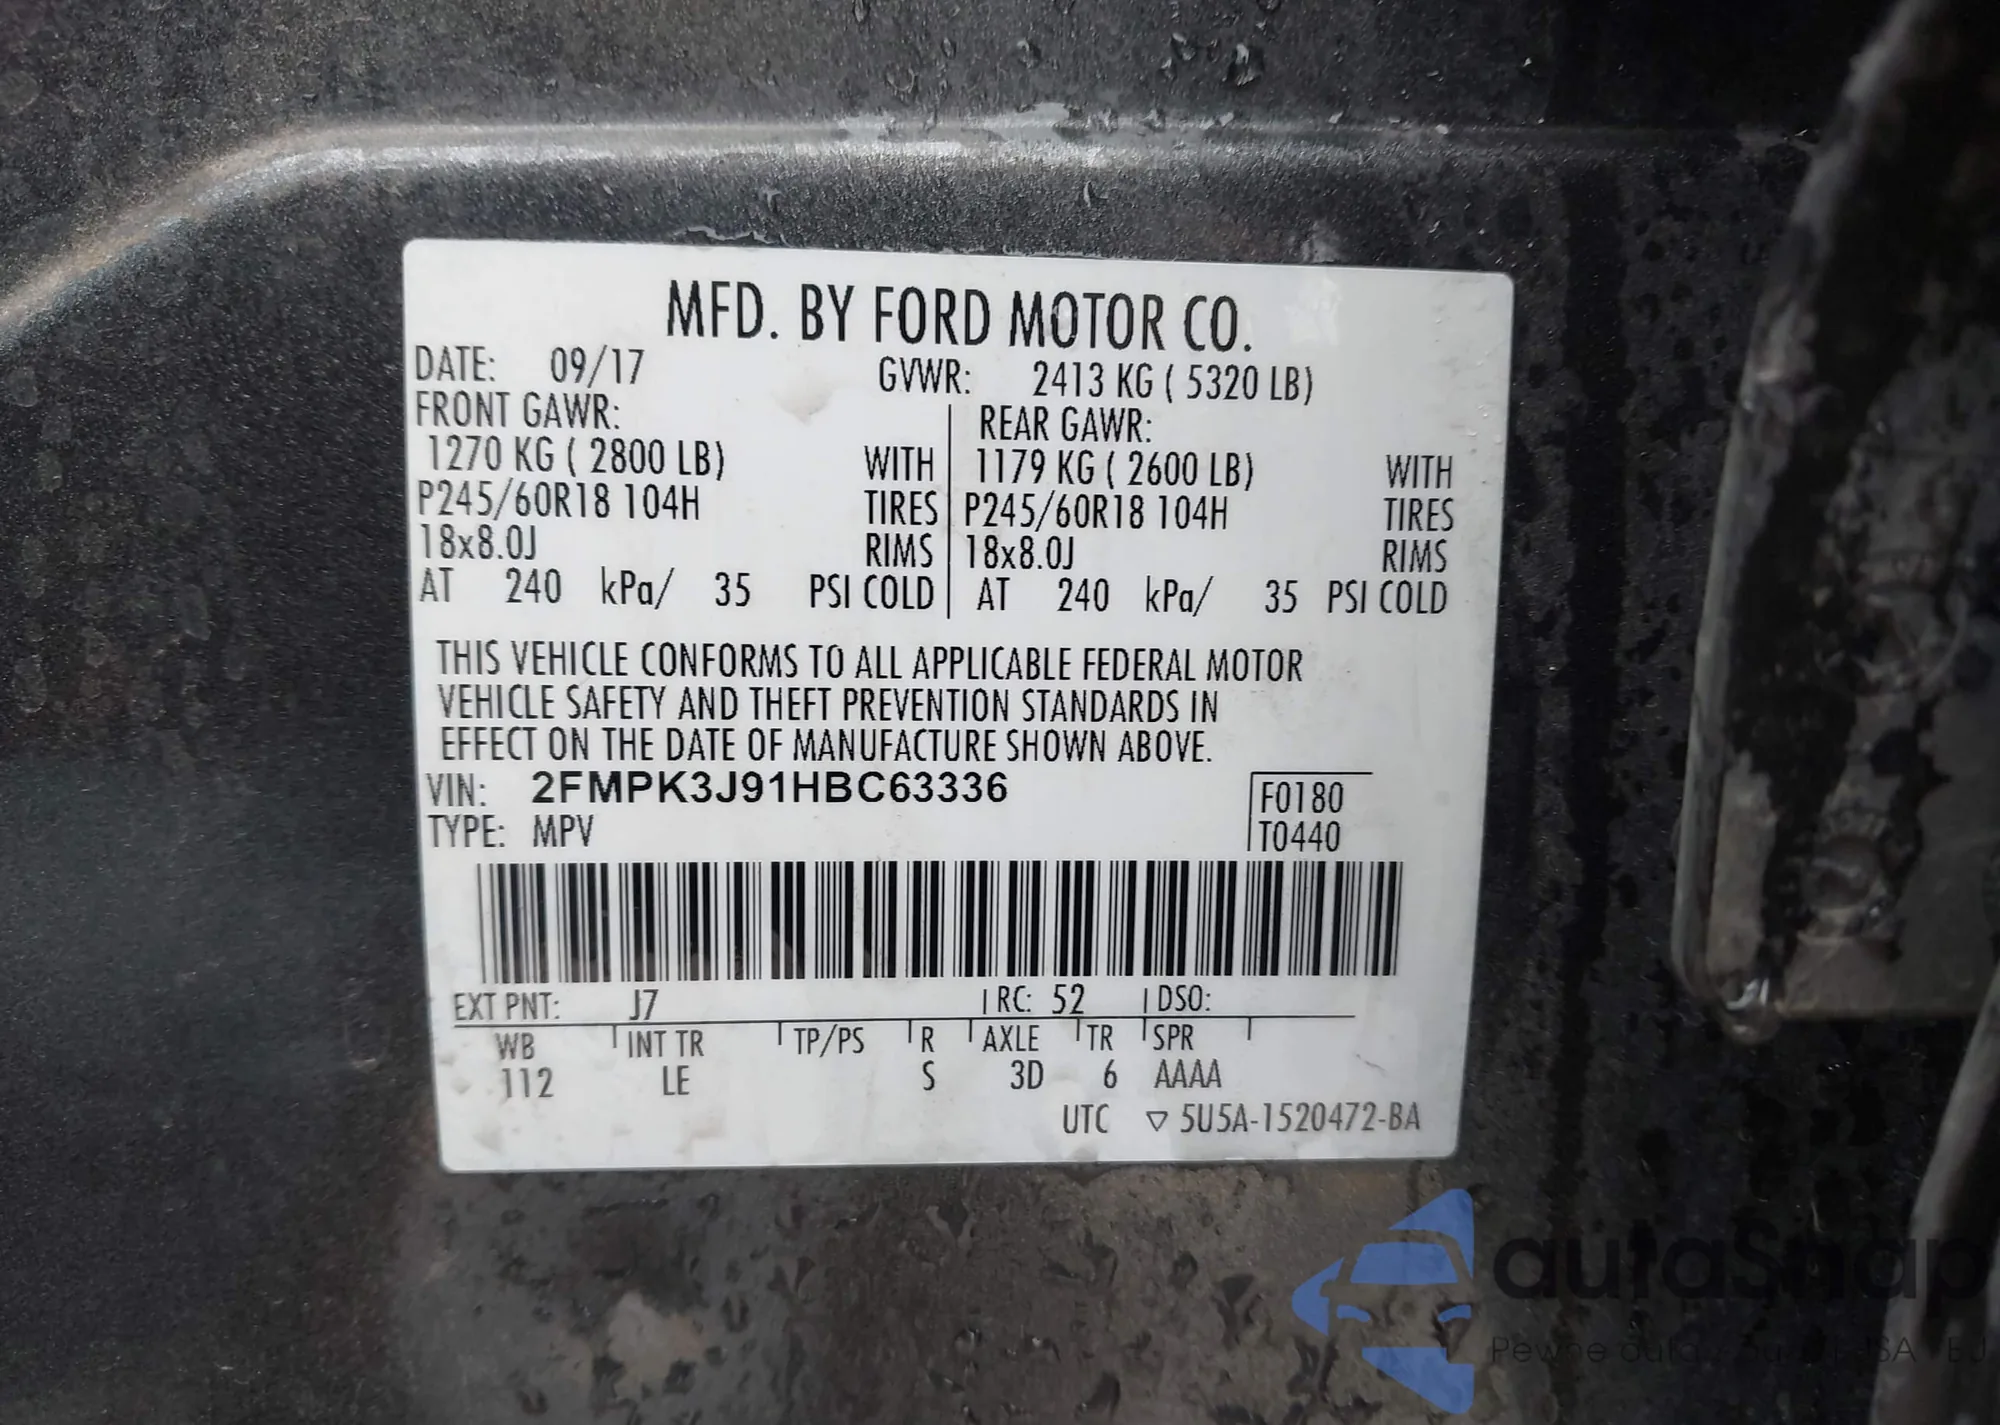 MFD. BY FORD MOTOR CO.
DATE: 09/17 GVWR: 2413 KG ( 5320 LB)
FRONT GAWR: REAR GAWR:
1270 KG ( 2800 LB) WITH 1179 KG ( 2600 LB) WITH
P245/60R18 104H TIRES P245/60R18 104H TIRES
18x8.0J RIMS 18x8.0J RIMS
AT 240 kPa/ 35 PSI COLD AT 240 kPa/ 35 PSI COLD
THIS VEHICLE CONFORMS TO ALL APPLICABLE FEDERAL MOTOR
VEHICLE SAFETY AND THEFT PREVENTION STANDARDS IN
EFFECT ON THE DATE OF MANUFACTURE SHOWN ABOVE.
VIN: 2FMPK3J91HBC63336 F0180
TYPE: MPV T0440
EXT PNT: J7 RC: 52 DSO:
WB INT TR TP/PS R AXLE TR SPR
112 LE S 3D 6 AAAA
UTC ▽ 5U5A-1520472-BA
autaSnap
Pewne auta